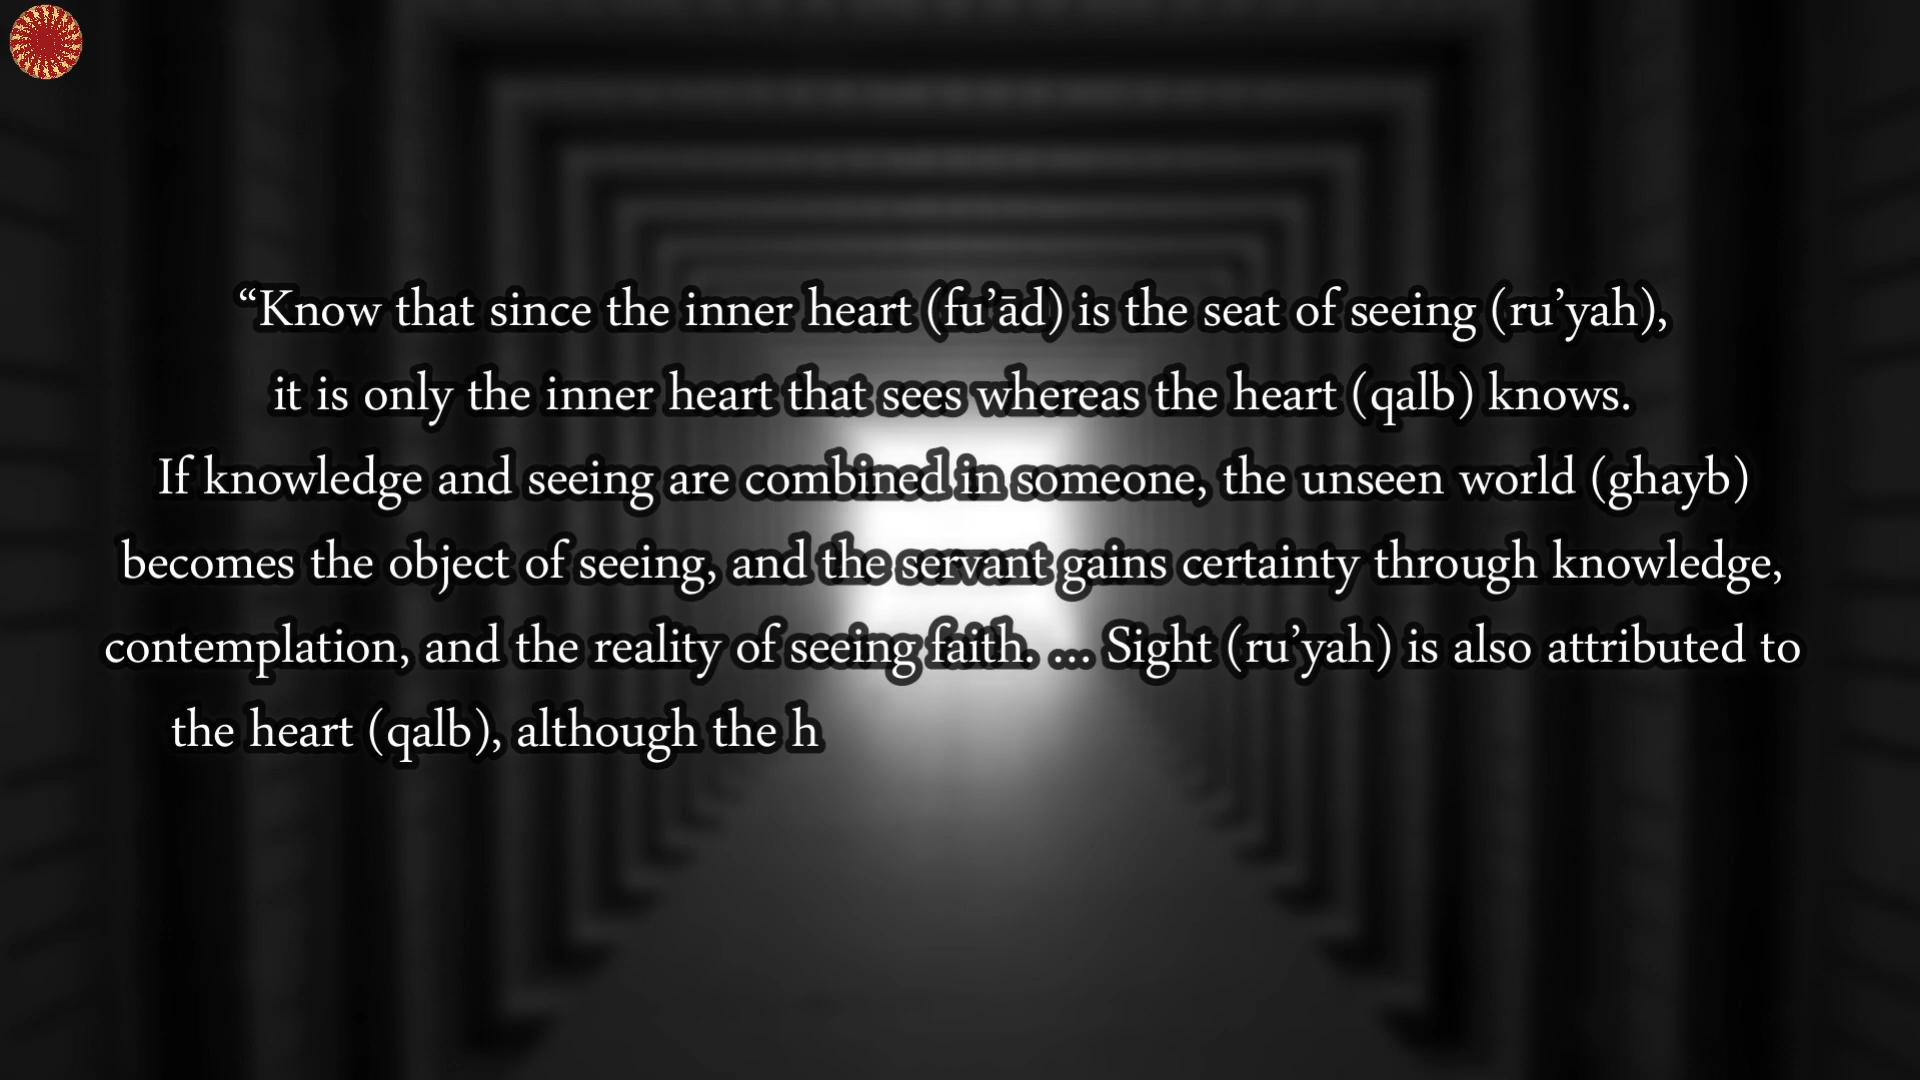 “Know that since the inner heart (fu’ād) is the seat of seeing (ru’yah),
it is only the inner heart that sees whereas the heart (qalb) knows.
If knowledge and seeing are combined in someone, the unseen world (ghayb)
becomes the object of seeing, and the servant gains certainty through knowledge,
contemplation, and the reality of seeing faith. ... Sight (ru’yah) is also attributed to
the heart (qalb), although the h